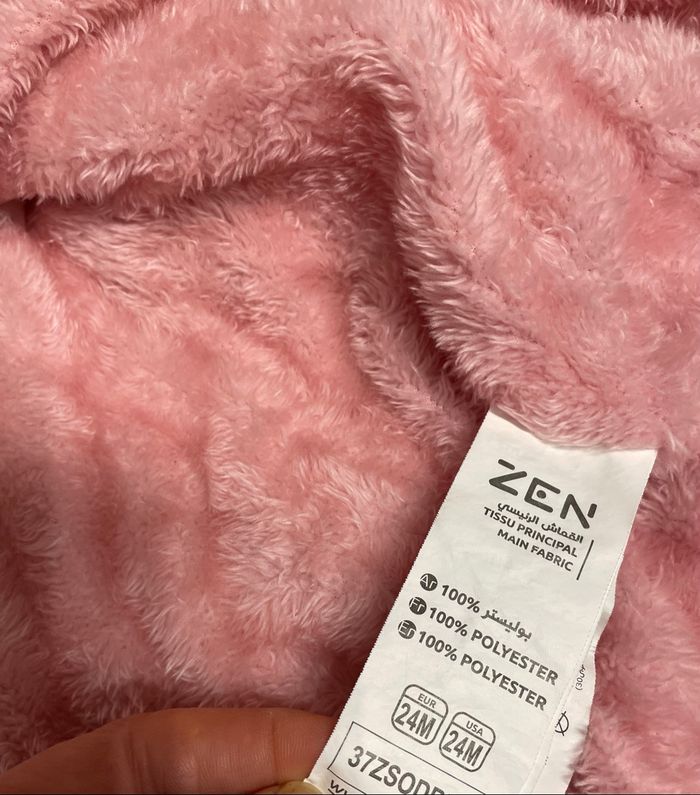 ZEN
القماش الرئيسي
TISSU PRINCIPAL
MAIN FABRIC
Ar 100% بوليستر
Fr 100% POLYESTER
En 100% POLYESTER
EUR
24M
USA
24M
(30